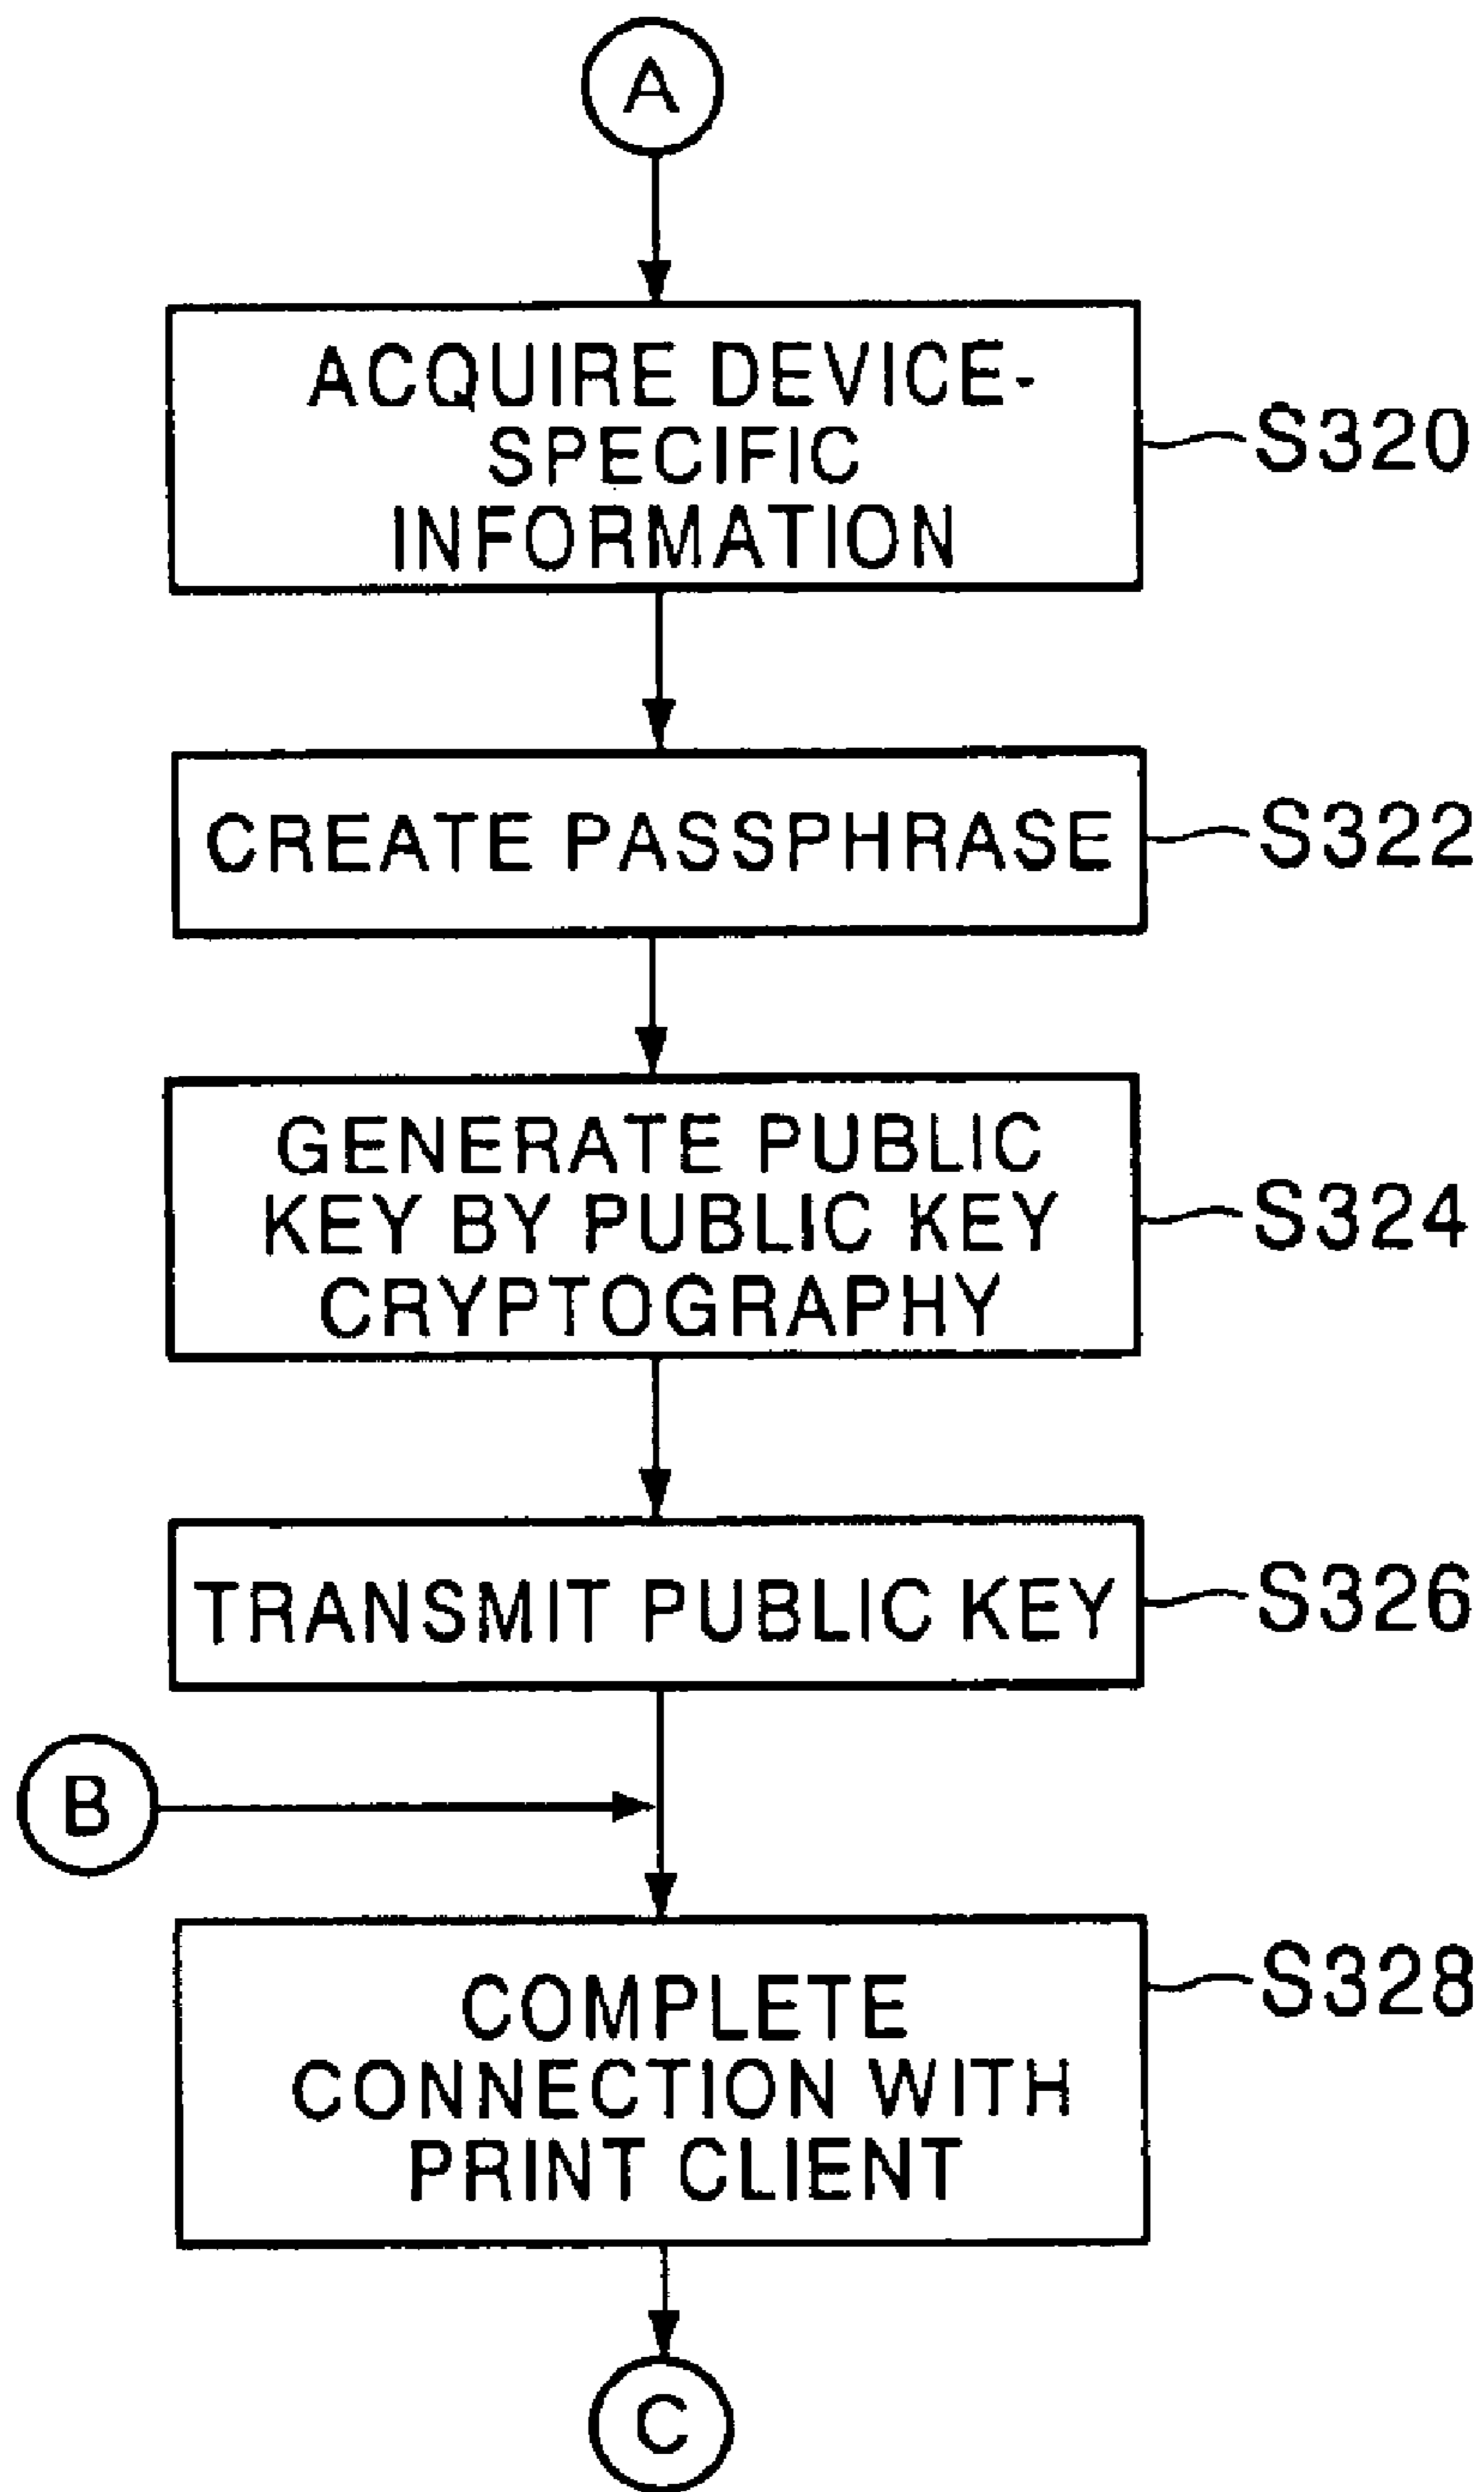 A
ACQUIRE DEVICE-
SPECIFIC
INFORMATION
S320
CREATE PASSPHRASE
S322
GENERATE PUBLIC
KEY BY PUBLIC KEY
CRYPTOGRAPHY
S324
TRANSMIT PUBLIC KEY
S326
B
COMPLETE
CONNECTION WITH
PRINT CLIENT
S328
C